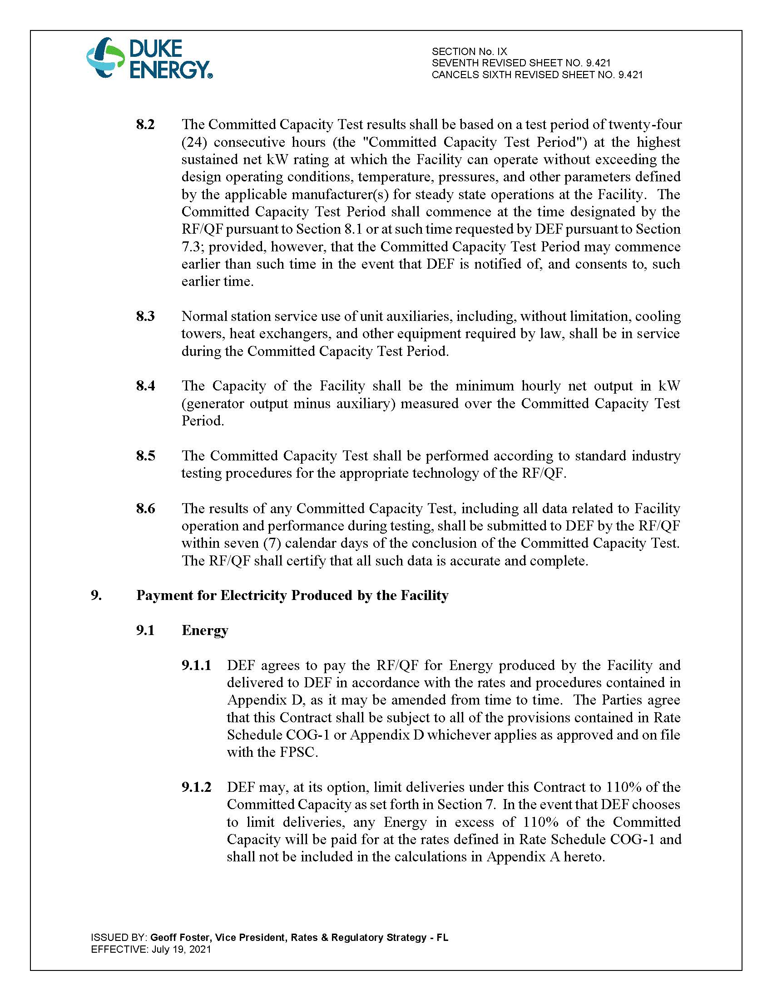 DUKE
ENERGY®
SECTION No. IX
SEVENTH REVISED SHEET NO. 9.421
CANCELS SIXTH REVISED SHEET NO. 9.421
8.2 The Committed Capacity Test results shall be based on a test period of twenty-four
(24) consecutive hours (the "Committed Capacity Test Period") at the highest
sustained net kW rating at which the Facility can operate without exceeding the
design operating conditions, temperature, pressures, and other parameters defined
by the applicable manufacturer(s) for steady state operations at the Facility. The
Committed Capacity Test Period shall commence at the time designated by the
RF/QF pursuant to Section 8.1 or at such time requested by DEF pursuant to Section
7.3; provided, however, that the Committed Capacity Test Period may commence
earlier than such time in the event that DEF is notified of, and consents to, such
earlier time.
8.3 Normal station service use of unit auxiliaries, including, without limitation, cooling
towers, heat exchangers, and other equipment required by law, shall be in service
during the Committed Capacity Test Period.
8.4 The Capacity of the Facility shall be the minimum hourly net output in kW
(generator output minus auxiliary) measured over the Committed Capacity Test
Period.
8.5 The Committed Capacity Test shall be performed according to standard industry
testing procedures for the appropriate technology of the RF/QF.
8.6 The results of any Committed Capacity Test, including all data related to Facility
operation and performance during testing, shall be submitted to DEF by the RF/QF
within seven (7) calendar days of the conclusion of the Committed Capacity Test.
The RF/QF shall certify that all such data is accurate and complete.
9. Payment for Electricity Produced by the Facility
9.1 Energy
9.1.1 DEF agrees to pay the RF/QF for Energy produced by the Facility and
delivered to DEF in accordance with the rates and procedures contained in
Appendix D, as it may be amended from time to time. The Parties agree
that this Contract shall be subject to all of the provisions contained in Rate
Schedule COG-1 or Appendix D whichever applies as approved and on file
with the FPSC.
9.1.2 DEF may, at its option, limit deliveries under this Contract to 110% of the
Committed Capacity as set forth in Section 7. In the event that DEF chooses
to limit deliveries, any Energy in excess of 110% of the Committed
Capacity will be paid for at the rates defined in Rate Schedule COG-1 and
shall not be included in the calculations in Appendix A hereto.
ISSUED BY: Geoff Foster, Vice President, Rates & Regulatory Strategy - FL
EFFECTIVE: July 19, 2021